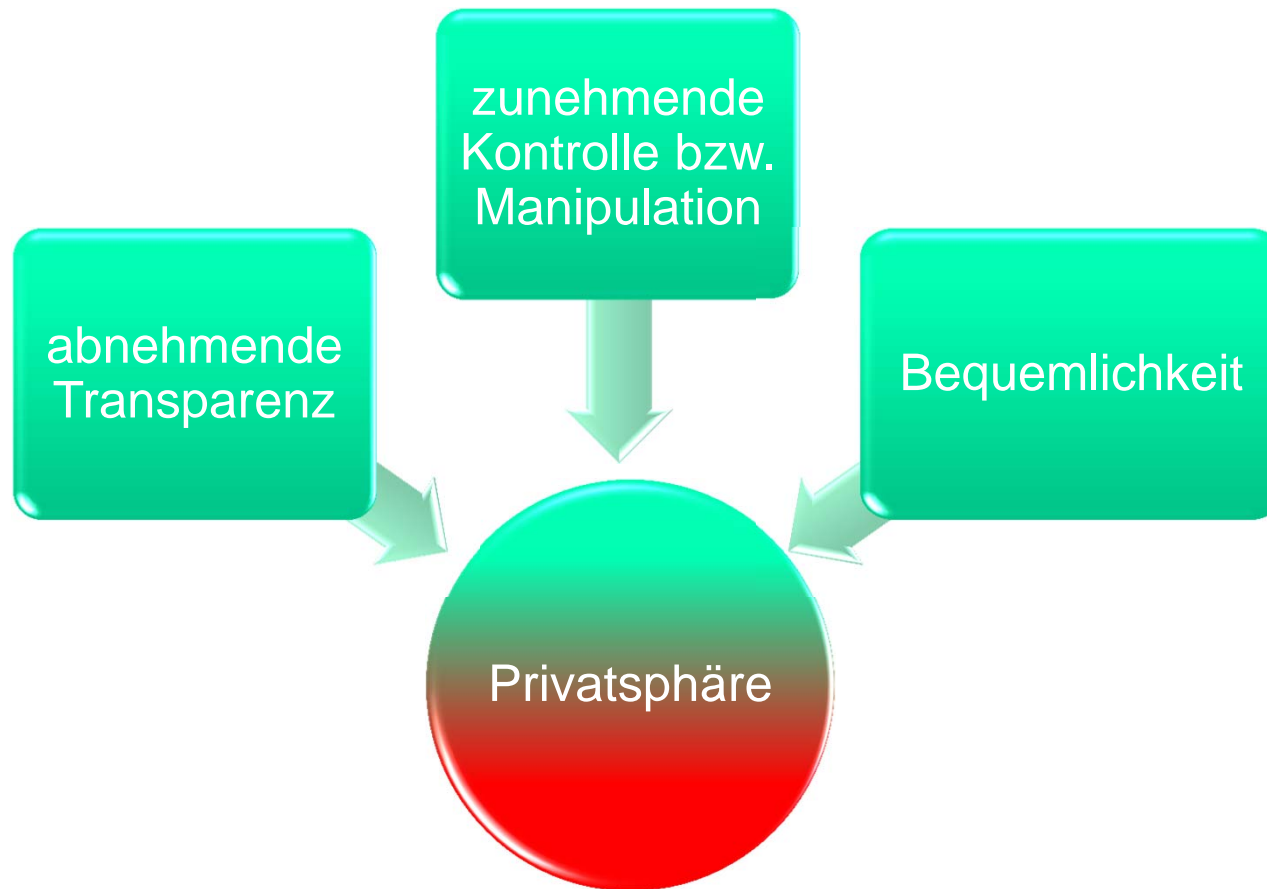 zunehmende
Kontrolle bzw.
Manipulation
abnehmende
Transparenz
Bequemlichkeit
Privatsphäre